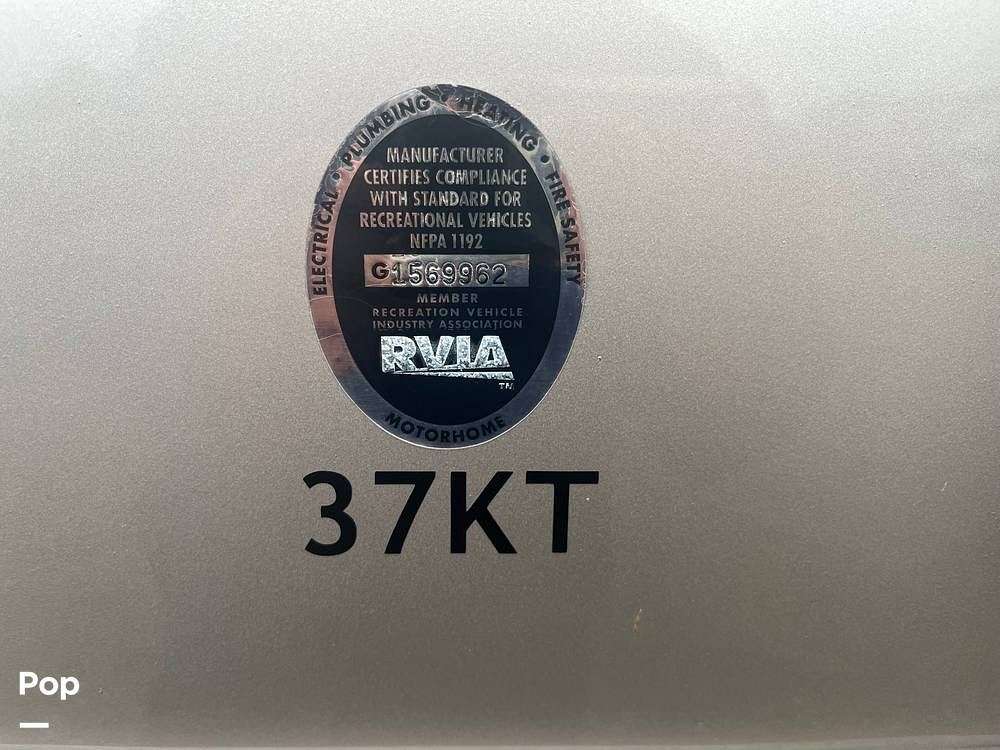 ELECTRICAL • PLUMBING • HEATING • FIRE SAFETY
MANUFACTURER
CERTIFIES COMPLIANCE
WITH STANDARD FOR
RECREATIONAL VEHICLES
NFPA 1192
G1569962
MEMBER
RECREATION VEHICLE
INDUSTRY ASSOCIATION
RVIA
TM
MOTORHOME
37KT
Pop